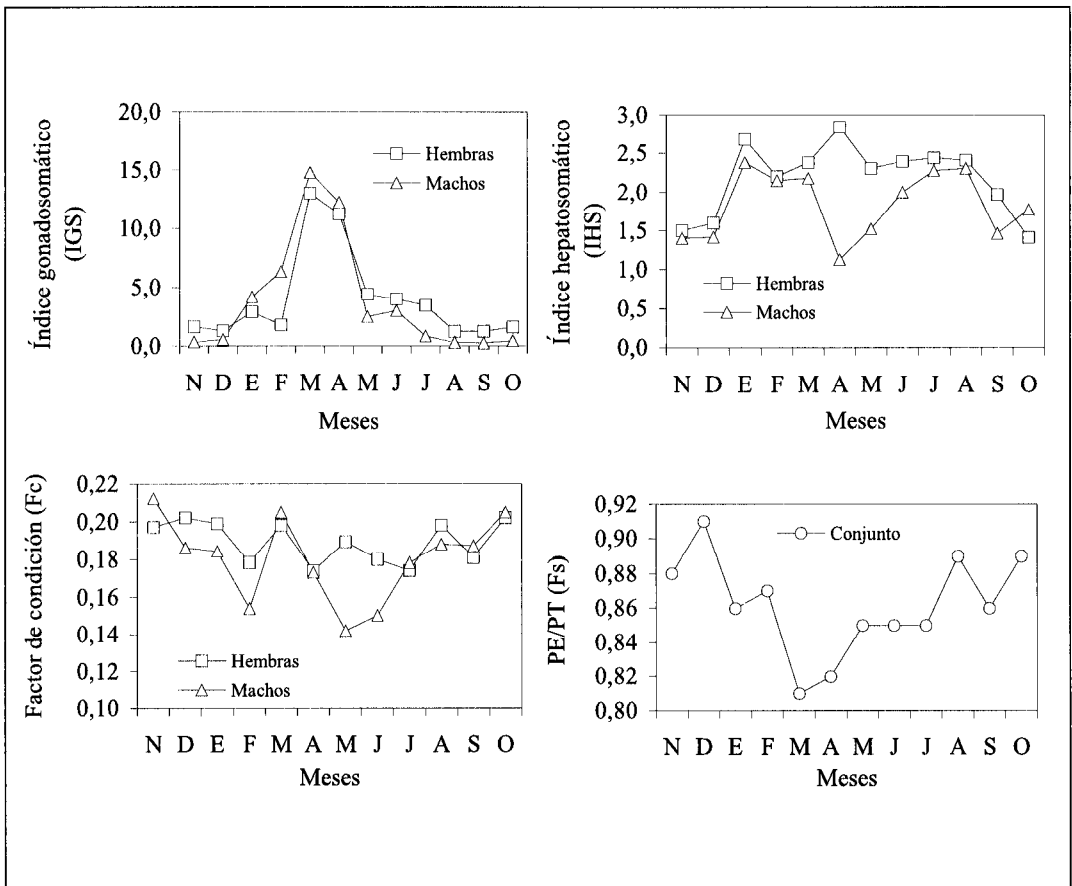 Índice gonadosomático
(IGS)
20,0
15,0
10,0
5,0
0,0
Hembras
Machos
N D E F M A M J J A S O
Meses
Índice hepatosomático
(IHS)
3,0
2,5
2,0
1,5
1,0
0,5
0,0
Hembras
Machos
N D E F M A M J J A S O
Meses
Factor de condición (Fc)
0,22
0,20
0,18
0,16
0,14
0,12
0,10
Hembras
Machos
N D E F M A M J J A S O
Meses
PE/PT (Fs)
0,92
0,90
0,88
0,86
0,84
0,82
0,80
Conjunto
N D E F M A M J J A S O
Meses